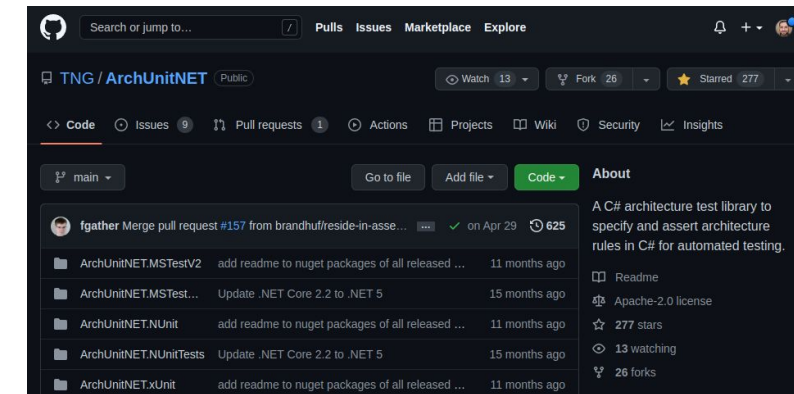 Search or jump to... / Pulls Issues Marketplace Explore
TNG / ArchUnitNET Public Watch 13 Fork 26 Starred 277
<> Code Issues 9 Pull requests 1 Actions Projects Wiki Security Insights
main Go to file Add file Code
fgather Merge pull request #157 from brandhuf/reside-in-asse... ... on Apr 29 625
ArchUnitNET.MSTestV2 add readme to nuget packages of all released ... 11 months ago
ArchUnitNET.MSTest... Update .NET Core 2.2 to .NET 5 15 months ago
ArchUnitNET.NUnit add readme to nuget packages of all released ... 11 months ago
ArchUnitNET.NUnitTests Update .NET Core 2.2 to .NET 5 15 months ago
ArchUnitNET.xUnit add readme to nuget packages of all released ... 11 months ago
About
A C# architecture test library to
specify and assert architecture
rules in C# for automated testing.
Readme
Apache-2.0 license
277 stars
13 watching
26 forks